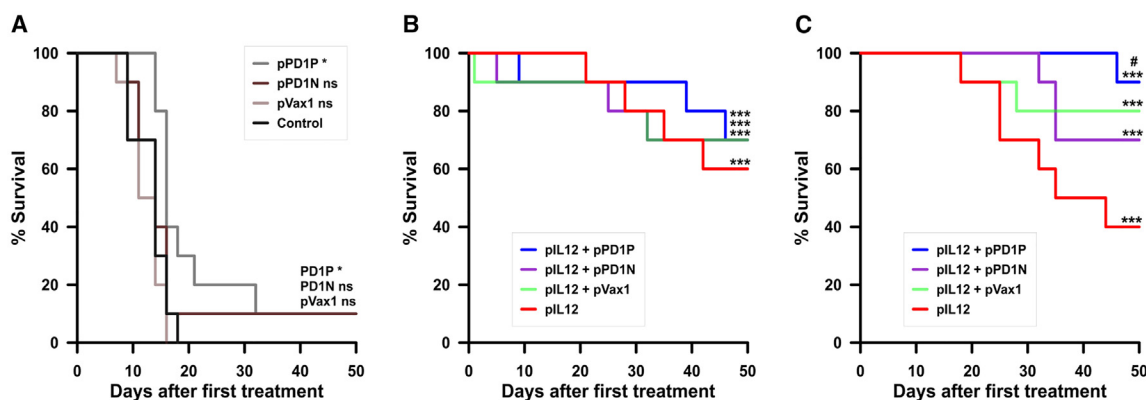 A
% Survival
100
80
60
40
20
0
0 10 20 30 40 50
Days after first treatment
pPD1P *
pPD1N ns
pVax1 ns
Control
PD1P *
PD1N ns
pVax1 ns
B
% Survival
100
80
60
40
20
0
0 10 20 30 40 50
Days after first treatment
***
***
***
***
pIL12 + pPD1P
pIL12 + pPD1N
pIL12 + pVax1
pIL12
C
% Survival
100
80
60
40
20
0
0 10 20 30 40 50
Days after first treatment
#
***
***
***
***
pIL12 + pPD1P
pIL12 + pPD1N
pIL12 + pVax1
pIL12